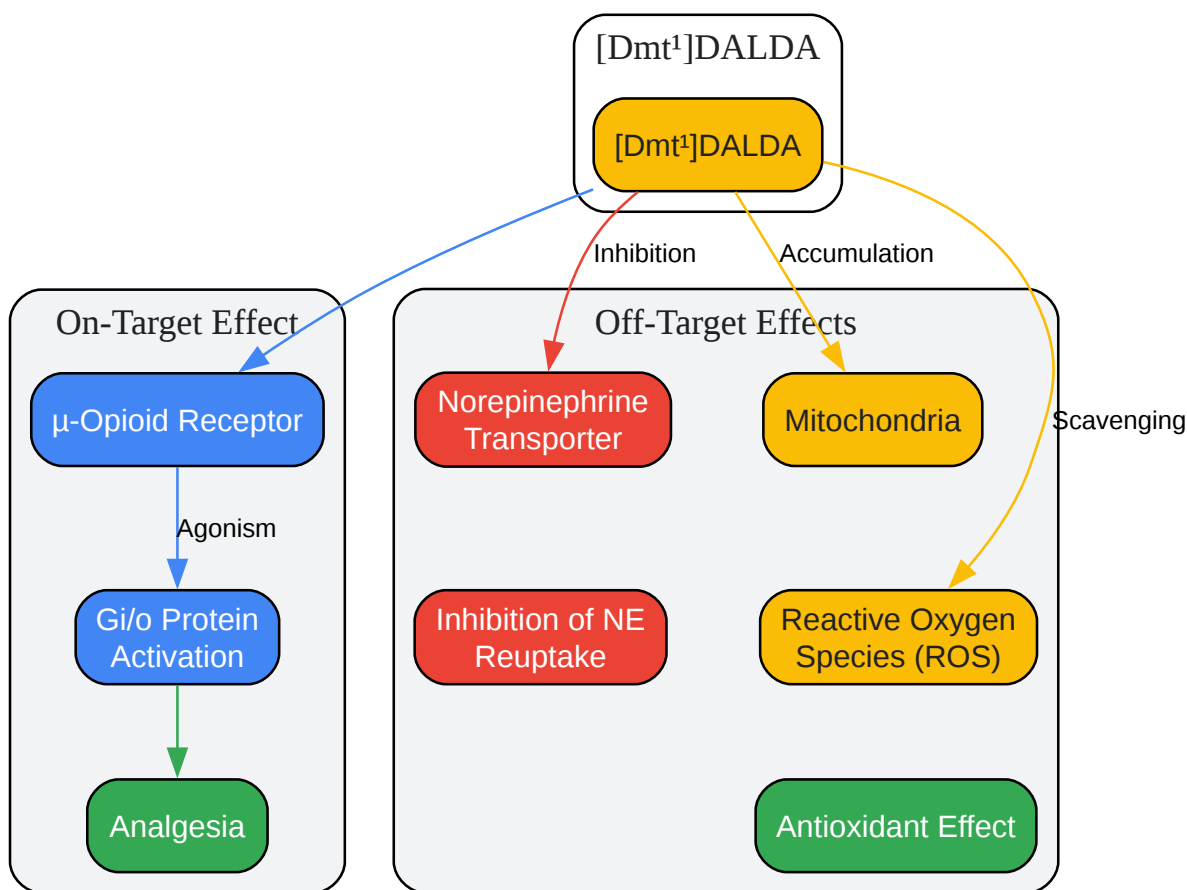 [Dmt¹]DALDA
[Dmt¹]DALDA
Inhibition
Accumulation
On-Target Effect
Off-Target Effects
µ-Opioid Receptor
Norepinephrine
Transporter
Mitochondria
Scavenging
Agonism
Gi/o Protein
Activation
Inhibition of NE
Reuptake
Reactive Oxygen
Species (ROS)
Analgesia
Antioxidant Effect